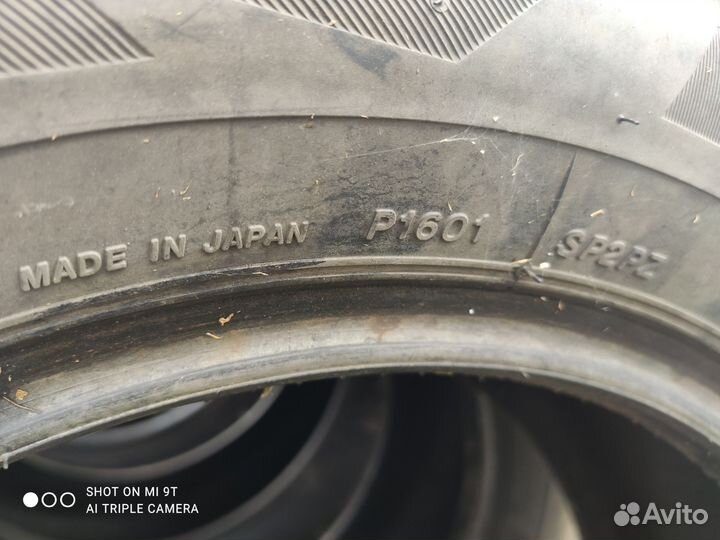 MADE IN JAPAN P1601 SP2PZ
SHOT ON MI 9T
AI TRIPLE CAMERA
Avito